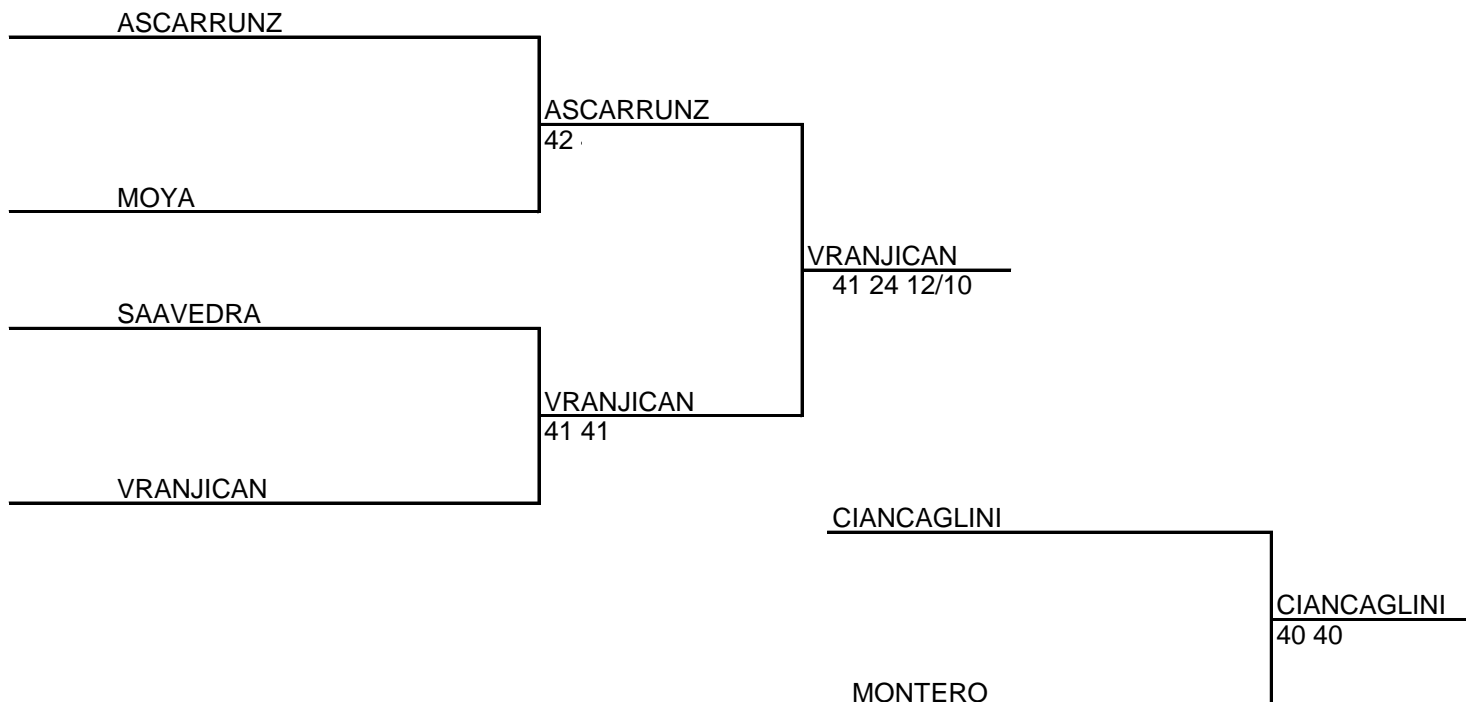 ASCARRUNZ
ASCARRUNZ
42
MOYA
VRANJICAN
41 24 12/10
SAAVEDRA
VRANJICAN
41 41
VRANJICAN
CIANCAGLINI
CIANCAGLINI
40 40
MONTERO